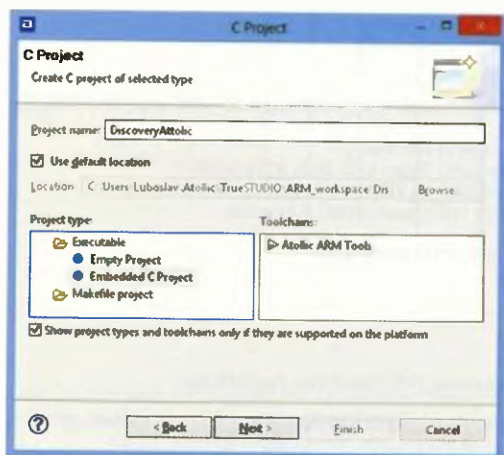 C Project
C Project
Create C project of selected type
Project name: DiscoveryAttolic
Use default location
Location C Users Luboslav Atollic TrueSTUDIO ARM_workspace Dis Browse
Project type: Toolchains:
Executable
Empty Project
Embedded C Project
Makefile project
Atollic ARM Tools
Show project types and toolchains only if they are supported on the platform
? < Back Next > Finish Cancel